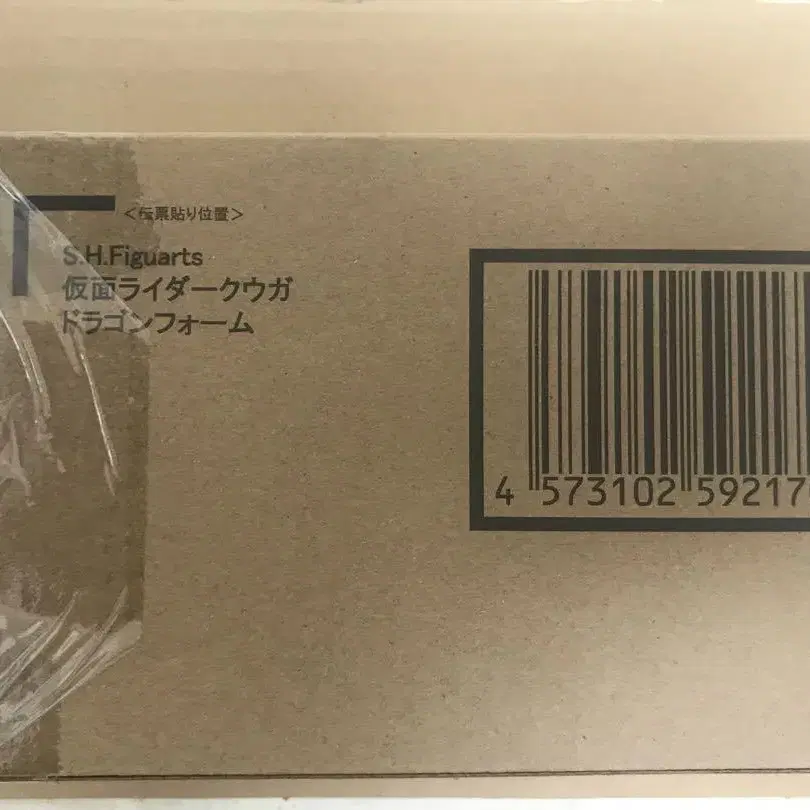 <伝票貼り位置>
S.H.Figuarts
仮面ライダークウガ
ドラゴンフォーム
4 573102 59217